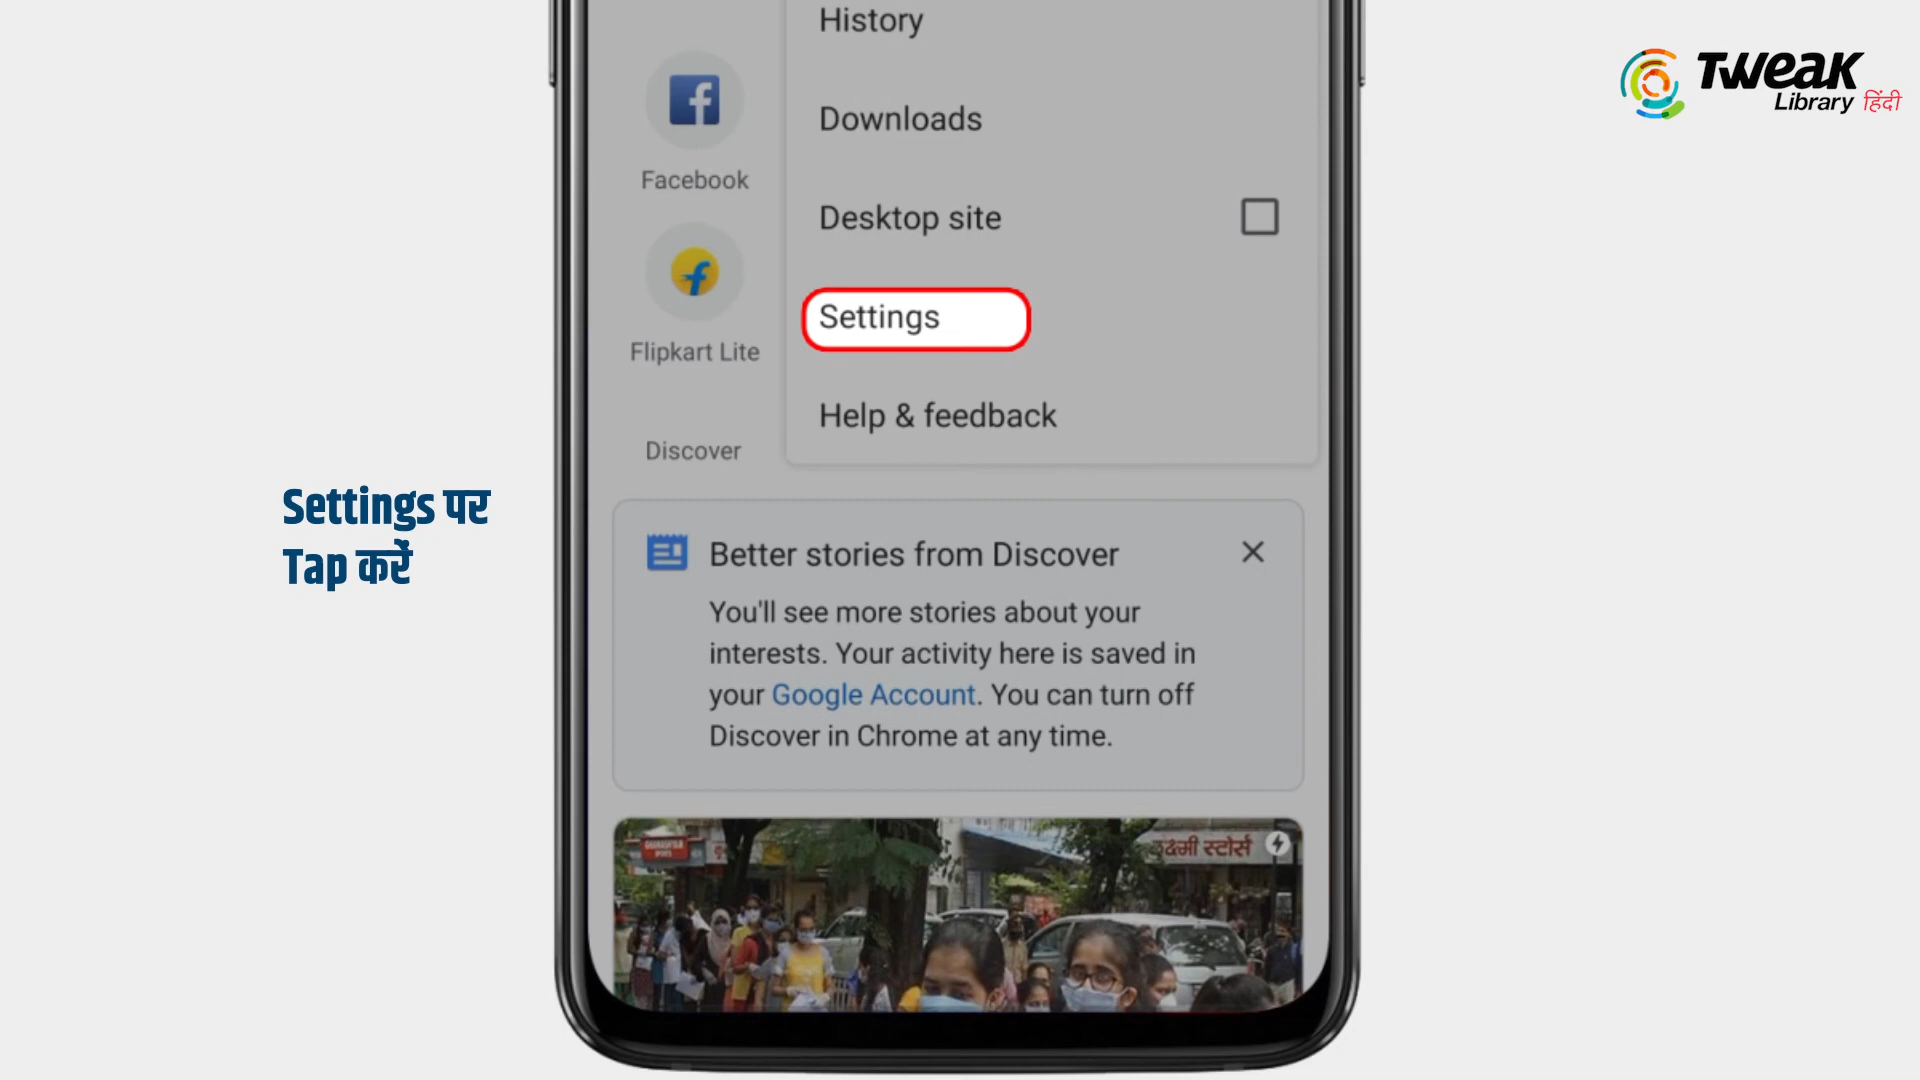 History
Downloads
Desktop site
Settings
Help & feedback
Facebook
Flipkart Lite
Discover
Better stories from Discover
You'll see more stories about your
interests. Your activity here is saved in
your Google Account. You can turn off
Discover in Chrome at any time.
स्टोर्स
Settings पर
Tap करें
Tweak
Library हिंदी